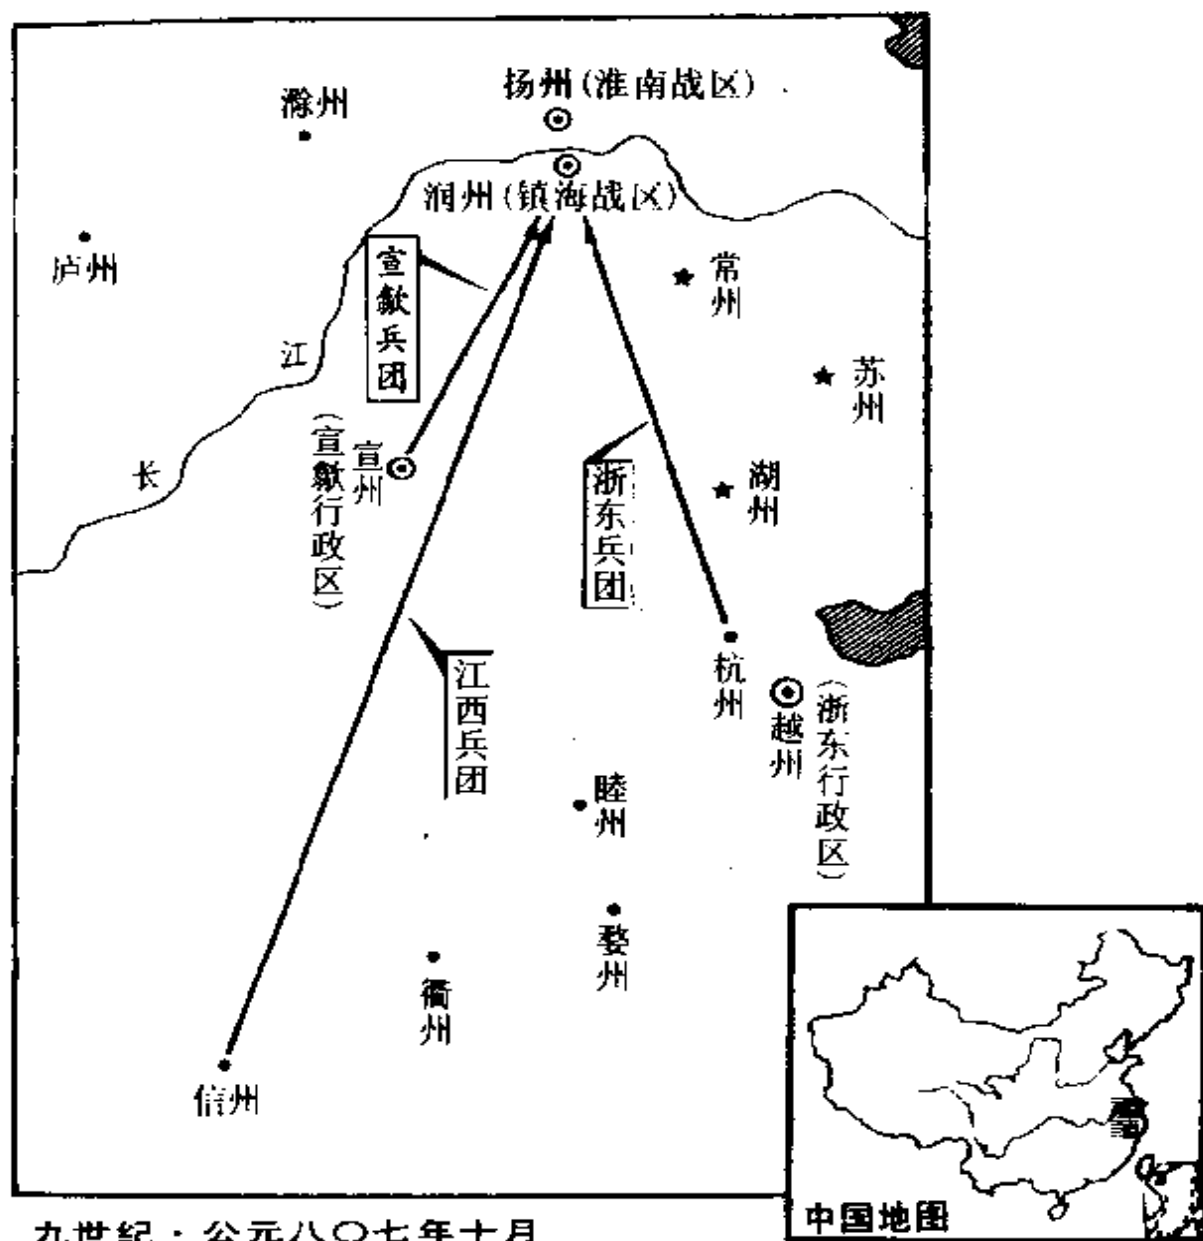 扬州(淮南战区)
滁州
润州(镇海战区)
庐州
宣歙兵团
常州
江
苏州
长
宣州
(宣歙行政区)
浙东兵团
湖州
杭州
越州
(浙东行政区)
江西兵团
睦州
婺州
衢州
信州
中国地图
九世纪·公元八〇七年十月